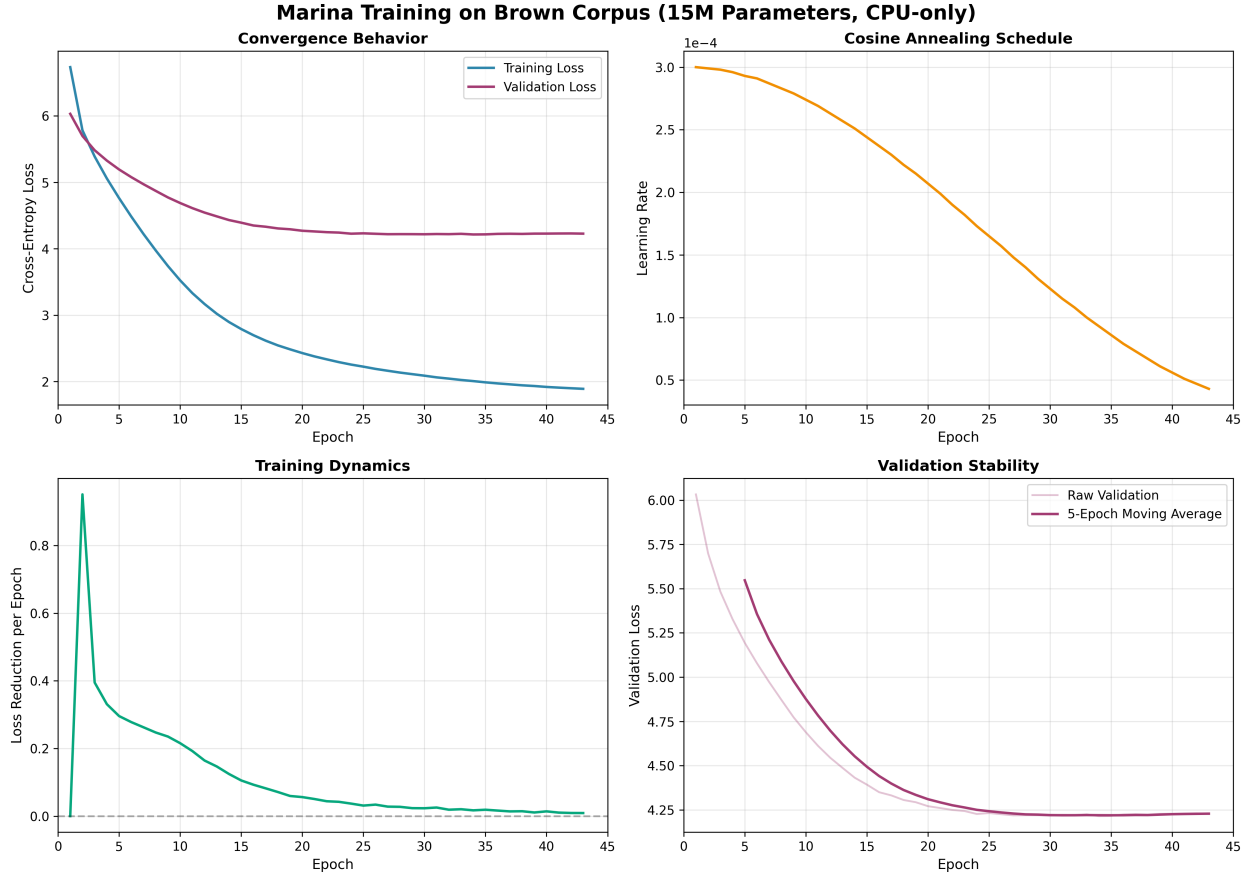 Marina Training on Brown Corpus (15M Parameters, CPU-only)
Convergence Behavior
Training Loss
Validation Loss
Cross-Entropy Loss
6
5
4
3
2
0 5 10 15 20 25 30 35 40 45
Epoch
Cosine Annealing Schedule
1e−4
Learning Rate
3.0
2.5
2.0
1.5
1.0
0.5
0 5 10 15 20 25 30 35 40 45
Epoch
Training Dynamics
Loss Reduction per Epoch
0.8
0.6
0.4
0.2
0.0
0 5 10 15 20 25 30 35 40 45
Epoch
Validation Stability
Raw Validation
5-Epoch Moving Average
Validation Loss
6.00
5.75
5.50
5.25
5.00
4.75
4.50
4.25
0 5 10 15 20 25 30 35 40 45
Epoch